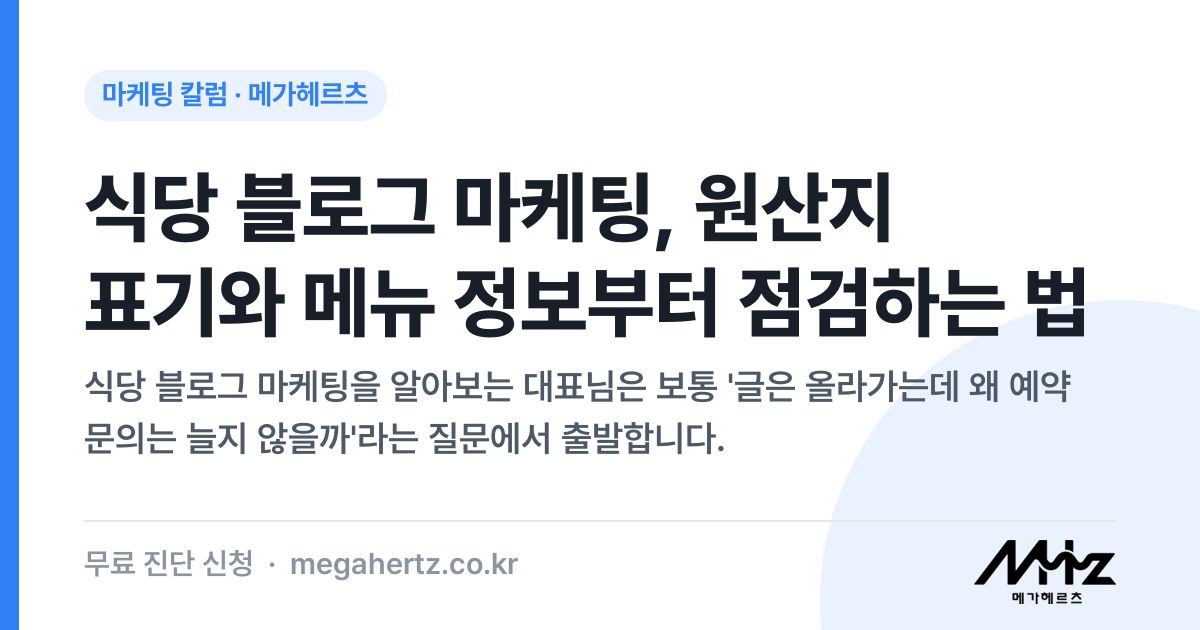 마케팅 칼럼 · 메가헤르츠
식당 블로그 마케팅, 원산지
표기와 메뉴 정보부터 점검하는 법
식당 블로그 마케팅을 알아보는 대표님은 보통 '글은 올라가는데 왜 예약
문의는 늘지 않을까'라는 질문에서 출발합니다.
무료 진단 신청 · megahertz.co.kr
MHz
메가헤르츠